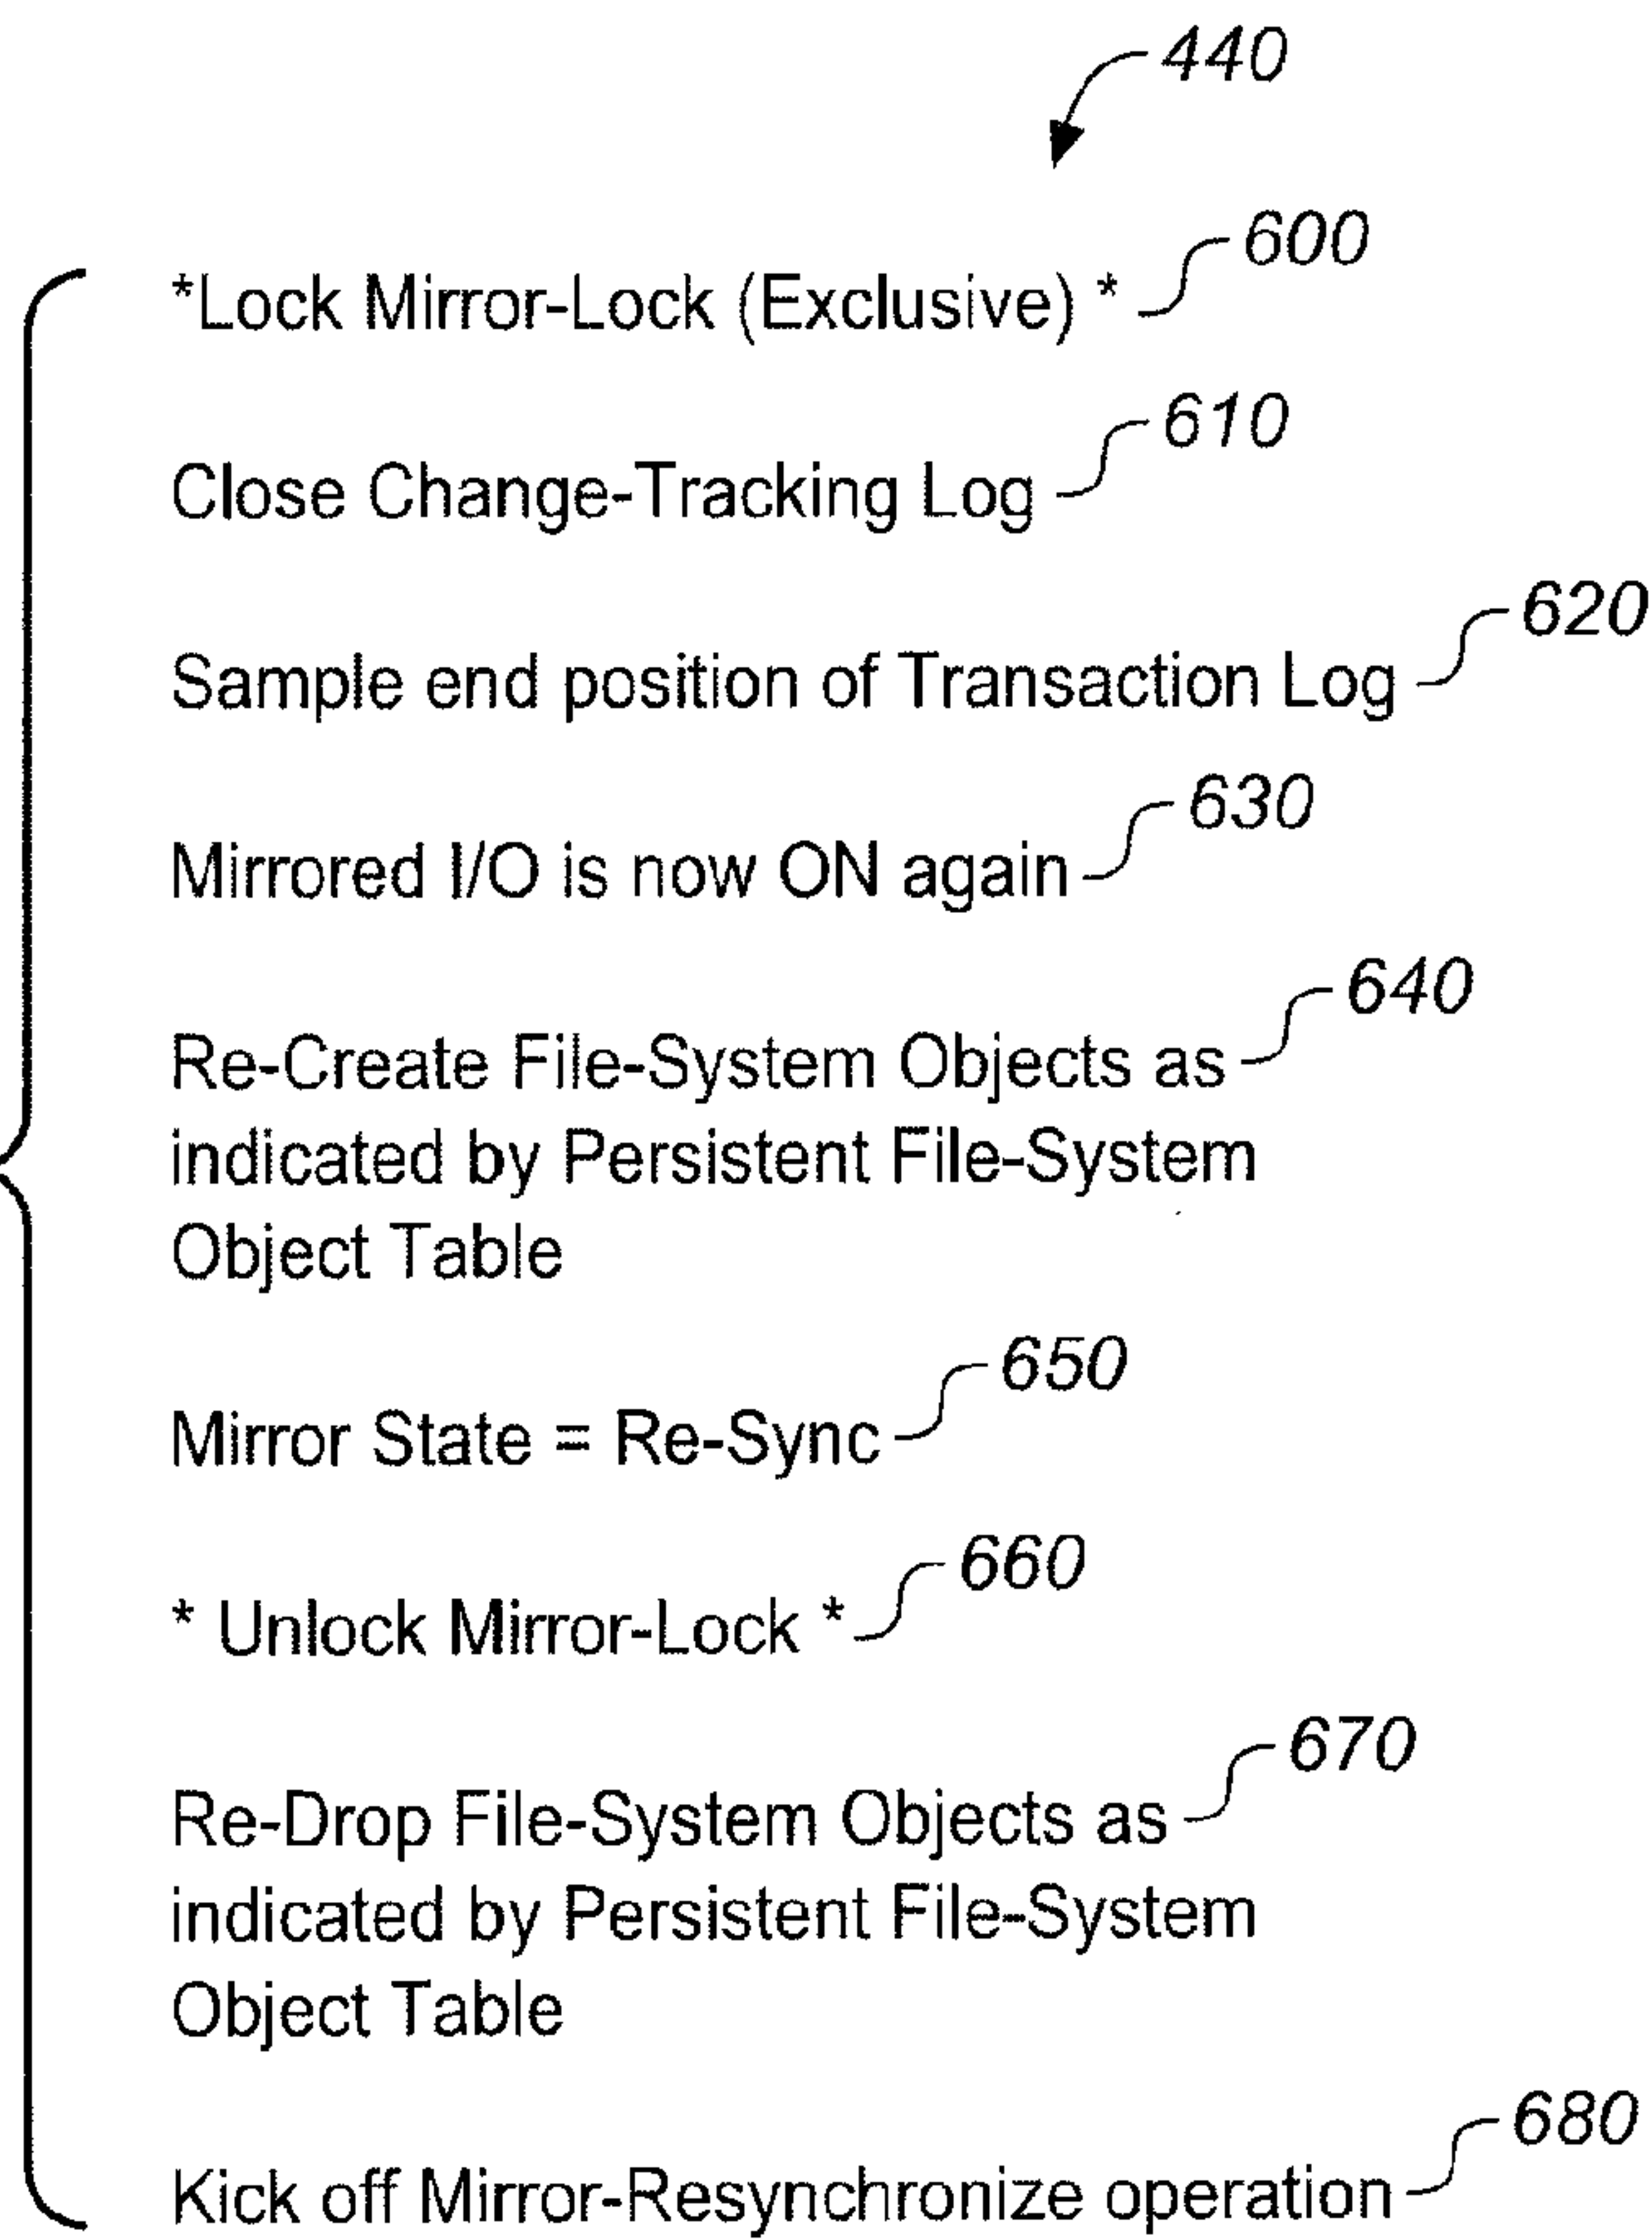 440
*Lock Mirror-Lock (Exclusive) * 600
Close Change-Tracking Log 610
Sample end position of Transaction Log 620
Mirrored I/O is now ON again 630
Re-Create File-System Objects as 640
indicated by Persistent File-System
Object Table
Mirror State = Re-Sync 650
* Unlock Mirror-Lock * 660
Re-Drop File-System Objects as 670
indicated by Persistent File-System
Object Table
Kick off Mirror-Resynchronize operation 680